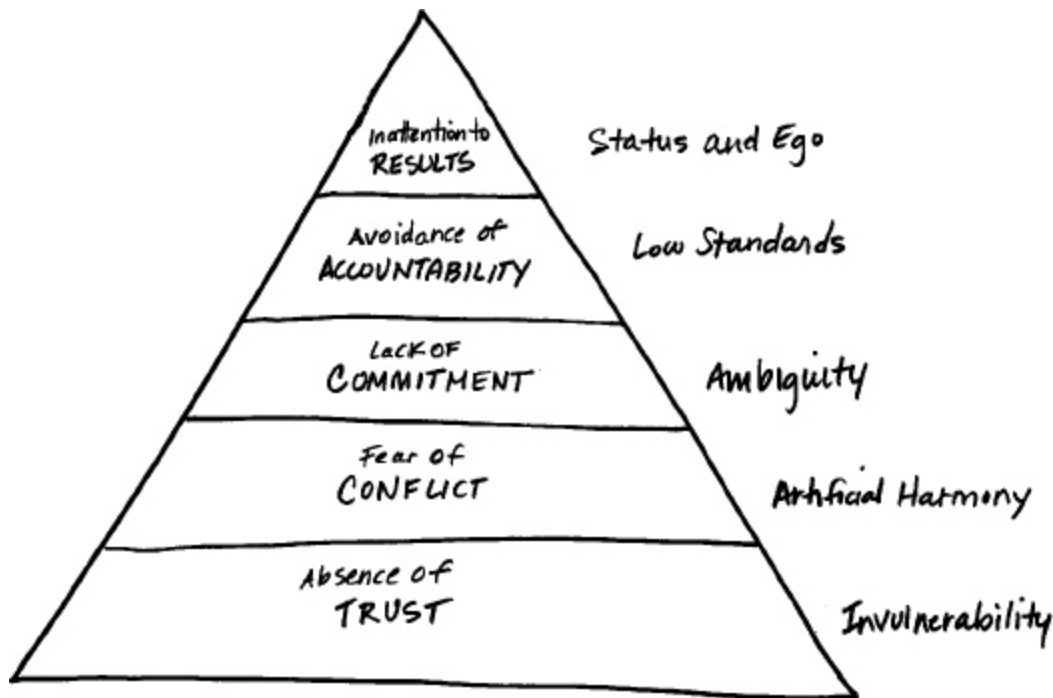 Inattention to
RESULTS
Status and Ego
Avoidance of
ACCOUNTABILITY
Low Standards
Lack OF
COMMITMENT
Ambiguity
Fear of
CONFLICT
Artificial Harmony
Absence of
TRUST
Invulnerability